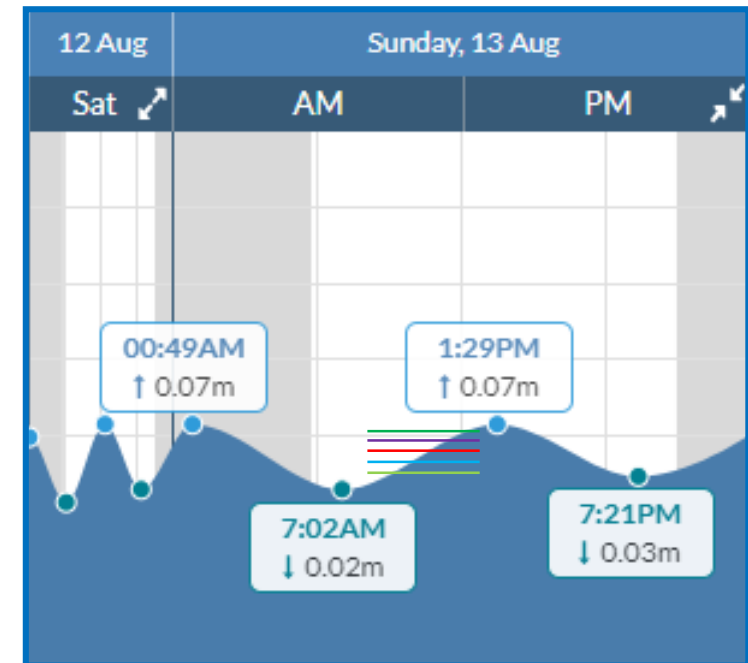 12 Aug
Sunday, 13 Aug
Sat
AM
PM
00:49AM
↑ 0.07m
1:29PM
↑ 0.07m
7:02AM
↓ 0.02m
7:21PM
↓ 0.03m